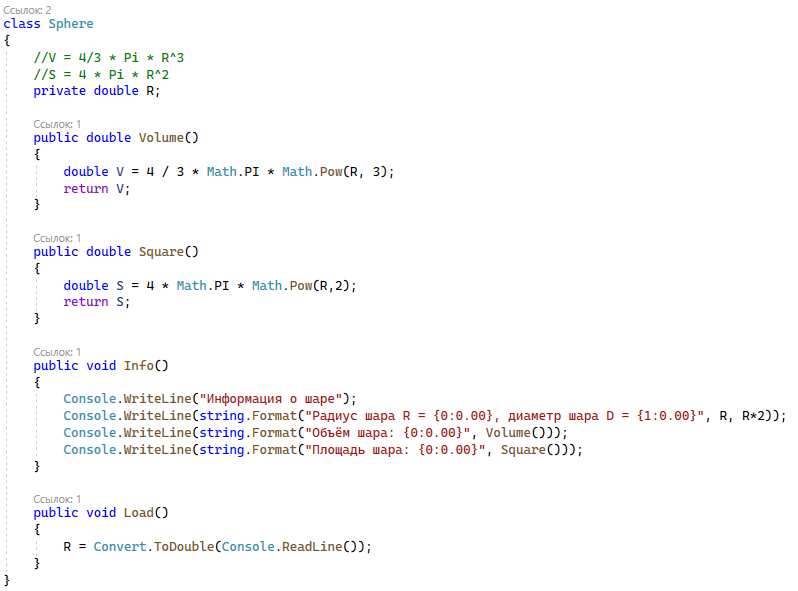 Ссылок: 2
class Sphere
{
//V = 4/3 * Pi * R^3
//S = 4 * Pi * R^2
private double R;
Ссылок: 1
public double Volume()
{
double V = 4 / 3 * Math.PI * Math.Pow(R, 3);
return V;
}
Ссылок: 1
public double Square()
{
double S = 4 * Math.PI * Math.Pow(R,2);
return S;
}
Ссылок: 1
public void Info()
{
Console.WriteLine("Информация о шаре");
Console.WriteLine(string.Format("Радиус шара R = {0:0.00}, диаметр шара D = {1:0.00}", R, R*2));
Console.WriteLine(string.Format("Объём шара: {0:0.00}", Volume()));
Console.WriteLine(string.Format("Площадь шара: {0:0.00}", Square()));
}
Ссылок: 1
public void Load()
{
R = Convert.ToDouble(Console.ReadLine());
}
}